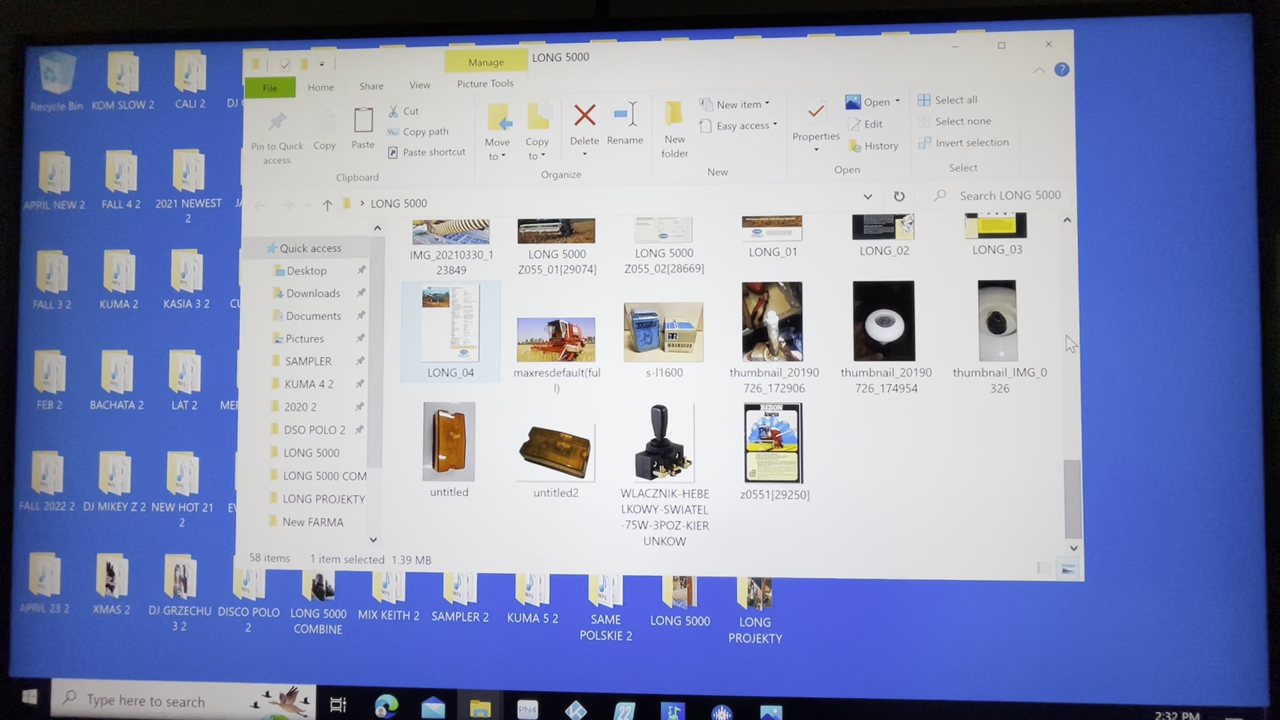 Manage
LONG 5000
File
Home
Share
View
Picture Tools
Pin to Quick
access
Copy
Paste
Cut
Copy path
Paste shortcut
Clipboard
Move
to
Copy
to
Delete
Rename
Organize
New
folder
New item
Easy access
New
Properties
Open
Edit
History
Open
Select all
Select none
Invert selection
Select
LONG 5000
Search LONG 5000
Quick access
Desktop
Downloads
Documents
Pictures
SAMPLER
KUMA 4 2
2020 2
DSO POLO 2
LONG 5000
LONG 5000 COM
LONG PROJEKTY
New FARMA
IMG_20210330_1
23849
LONG 5000
Z055_01[29074]
LONG 5000
Z055_02[28669]
LONG_01
LONG_02
LONG_03
LONG_04
maxresdefault(ful
l)
s-l1600
thumbnail_20190
726_172906
thumbnail_20190
726_174954
thumbnail_IMG_0
326
untitled
untitled2
WLACZNIK-HEBE
LKOWY-SWIATEL
-75W-3POZ-KIER
UNKOW
BIZON
z0551[29250]
58 items
1 item selected 1.39 MB
Recycle Bin
KOM SLOW 2
CALI 2
APRIL NEW 2
FALL 4 2
2021 NEWEST
2
FALL 3 2
KUMA 2
KASIA 3 2
FEB 2
BACHATA 2
LAT 2
FALL 2022 2
DJ MIKEY Z 2
NEW HOT 21
2
APRIL 23 2
XMAS 2
DJ GRZECHU
3 2
DISCO POLO
2
LONG 5000
COMBINE
MIX KEITH 2
SAMPLER 2
KUMA 5 2
SAME
POLSKIE 2
LONG 5000
LONG
PROJEKTY
Type here to search
PN4
22
2:32 PM